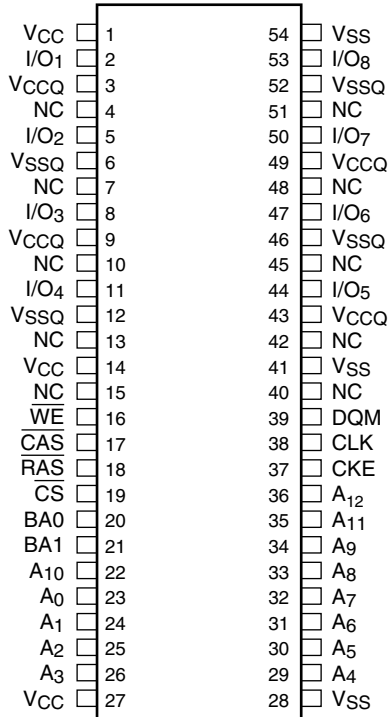 VCC 1 54 VSS
I/O1 2 53 I/O8
VCCQ 3 52 VSSQ
NC 4 51 NC
I/O2 5 50 I/O7
VSSQ 6 49 VCCQ
NC 7 48 NC
I/O3 8 47 I/O6
VCCQ 9 46 VSSQ
NC 10 45 NC
I/O4 11 44 I/O5
VSSQ 12 43 VCCQ
NC 13 42 NC
VCC 14 41 VSS
NC 15 40 NC
W̅E̅ 16 39 DQM
C̅A̅S̅ 17 38 CLK
R̅A̅S̅ 18 37 CKE
C̅S̅ 19 36 A12
BA0 20 35 A11
BA1 21 34 A9
A10 22 33 A8
A0 23 32 A7
A1 24 31 A6
A2 25 30 A5
A3 26 29 A4
VCC 27 28 VSS